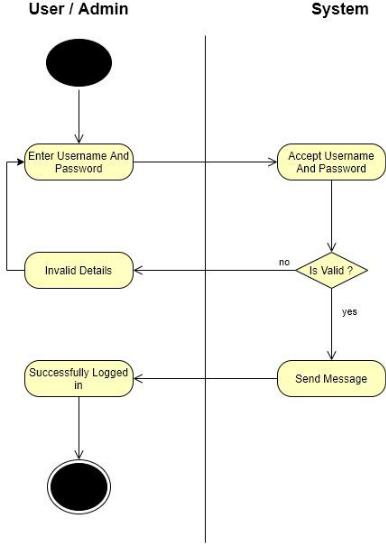 User / Admin
System
Enter Username And
Password
Accept Username
And Password
Invalid Details
no
Is Valid ?
yes
Successfully Logged
in
Send Message